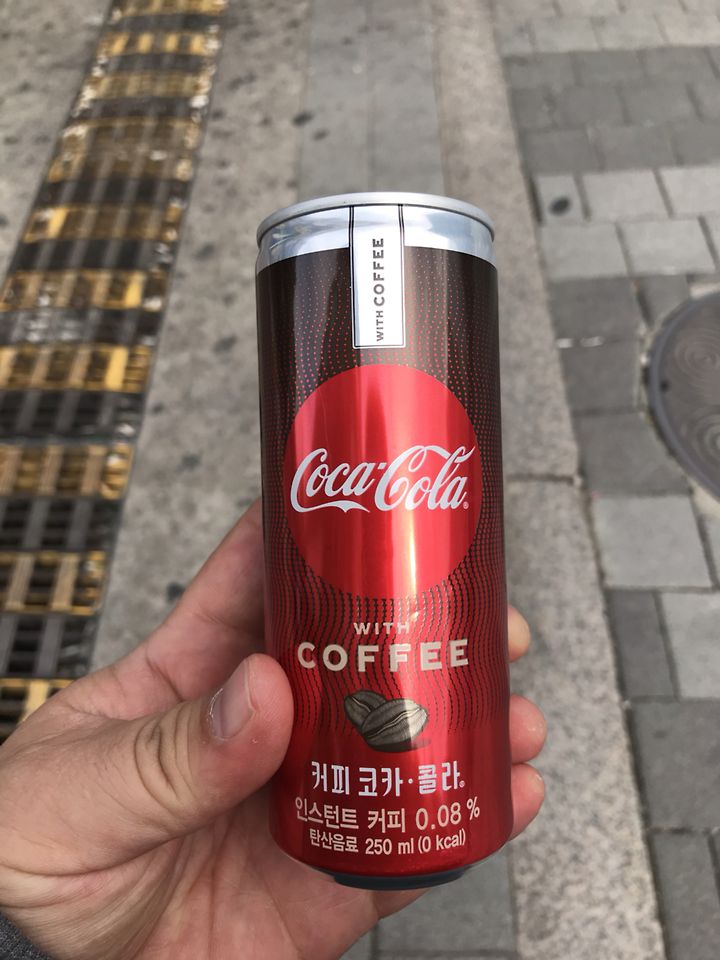 WITH COFFEE
Coca-Cola®
WITH
COFFEE
커피 코카·콜라®
인스턴트 커피 0.08 %
탄산음료 250 ml (0 kcal)